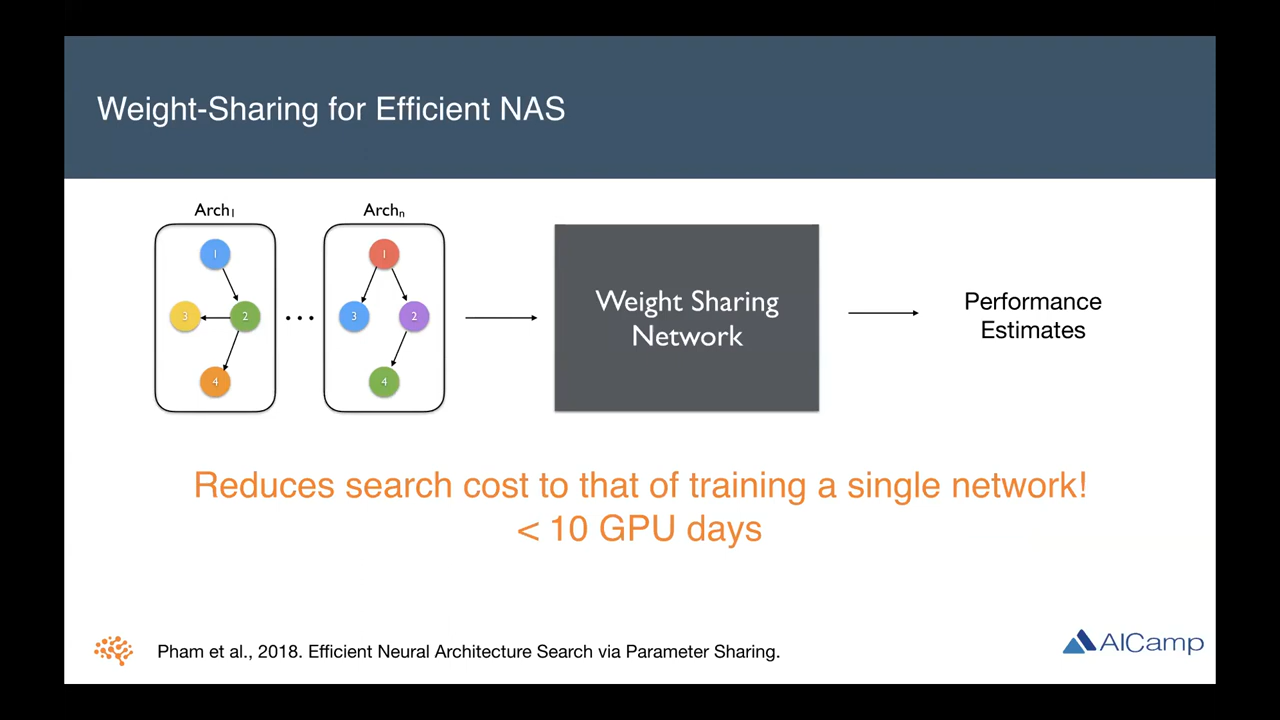 Weight-Sharing for Efficient NAS
Arch1
Archn
1
3
2
4
1
3
2
4
Weight Sharing
Network
Performance
Estimates
Reduces search cost to that of training a single network!
< 10 GPU days
Pham et al., 2018. Efficient Neural Architecture Search via Parameter Sharing.
AICamp